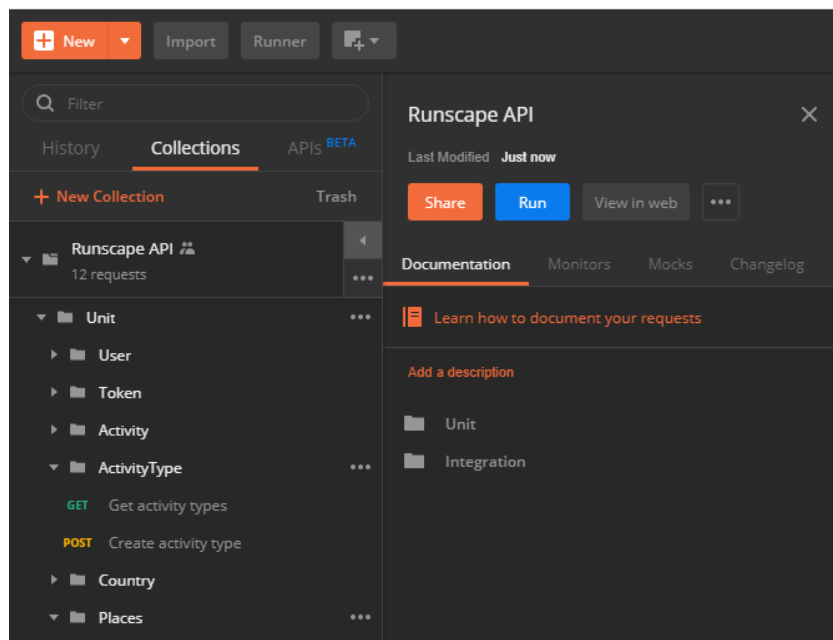 New
Import
Runner
Filter
History
Collections
APIs BETA
+ New Collection
Trash
Runscape API
12 requests
Unit
User
Token
Activity
ActivityType
GET Get activity types
POST Create activity type
Country
Places
Runscape API
Last Modified Just now
Share
Run
View in web
Documentation
Monitors
Mocks
Changelog
Learn how to document your requests
Add a description
Unit
Integration